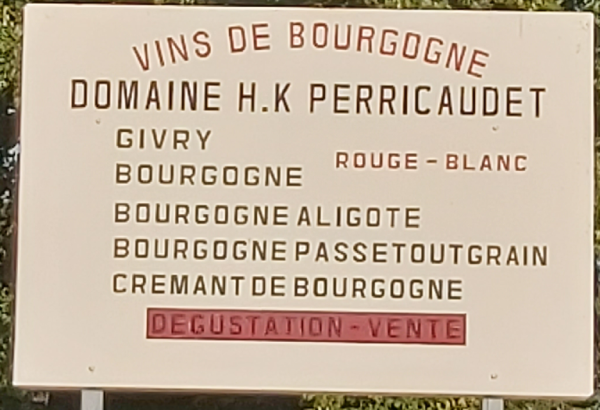 VINS DE BOURGOGNE
DOMAINE H.K PERRICAUDET
GIVRY
ROUGE-BLANC
BOURGOGNE
BOURGOGNE ALIGOTE
BOURGOGNE PASSETOUTGRAIN
CREMANT DE BOURGOGNE
DEGUSTATION-VENTE